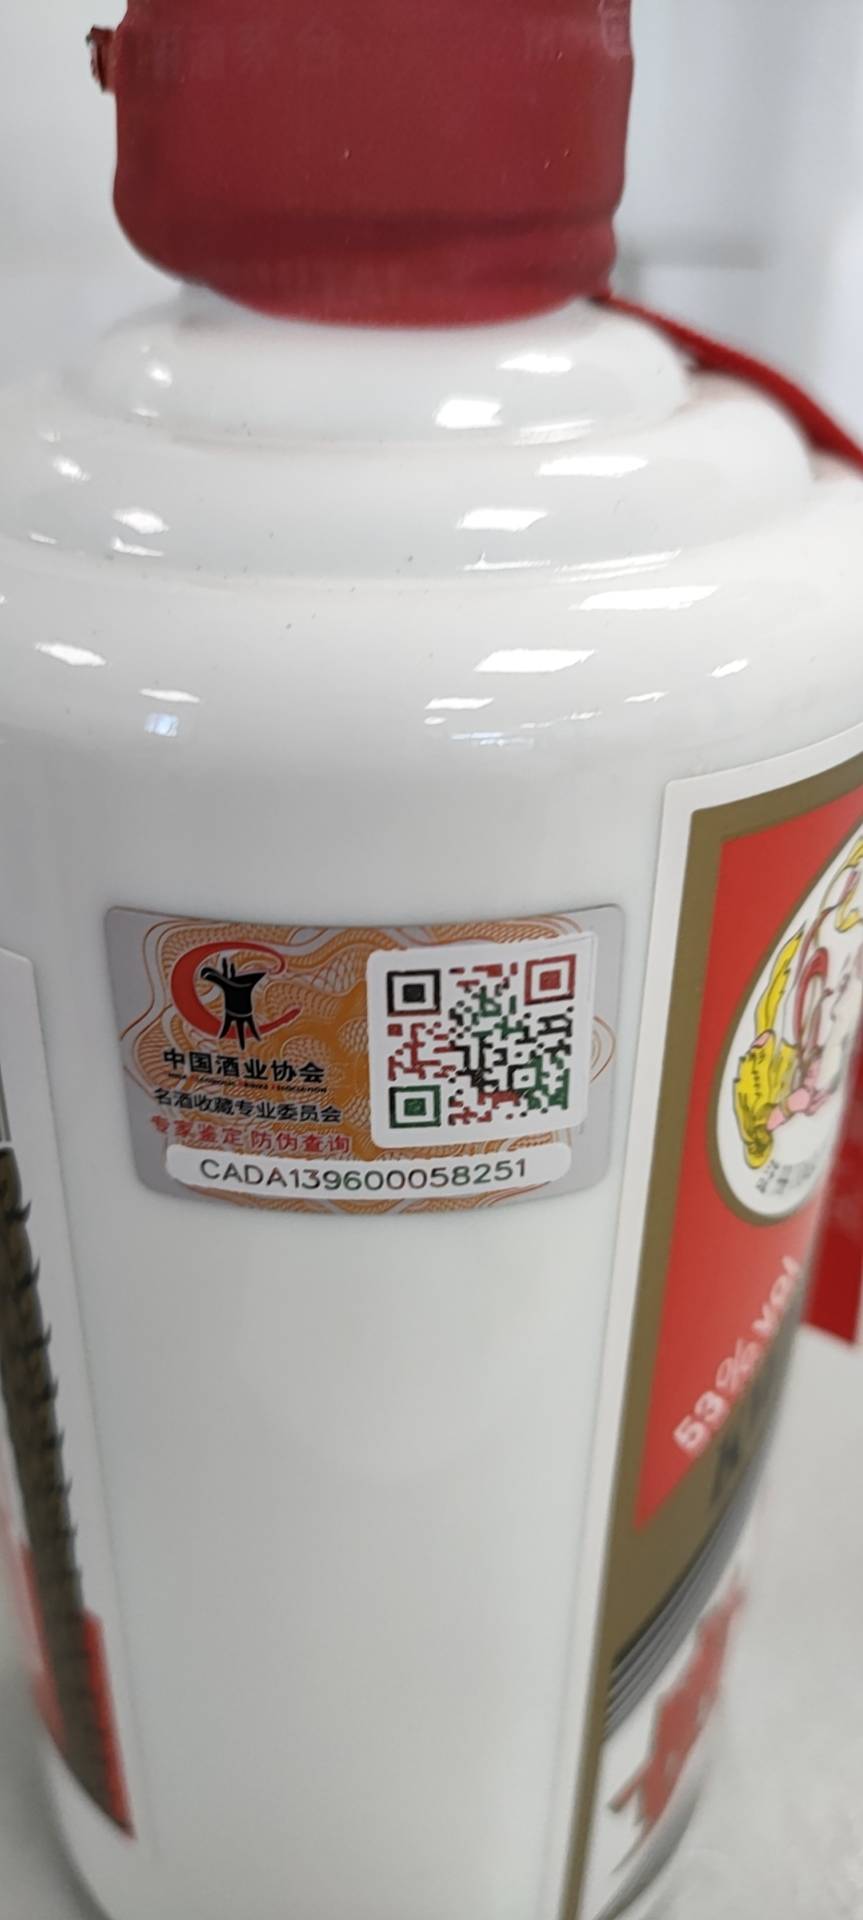 中国酒业协会
名酒收藏专业委员会
专家鉴定 防伪查询
CADA139600058251
53% vol